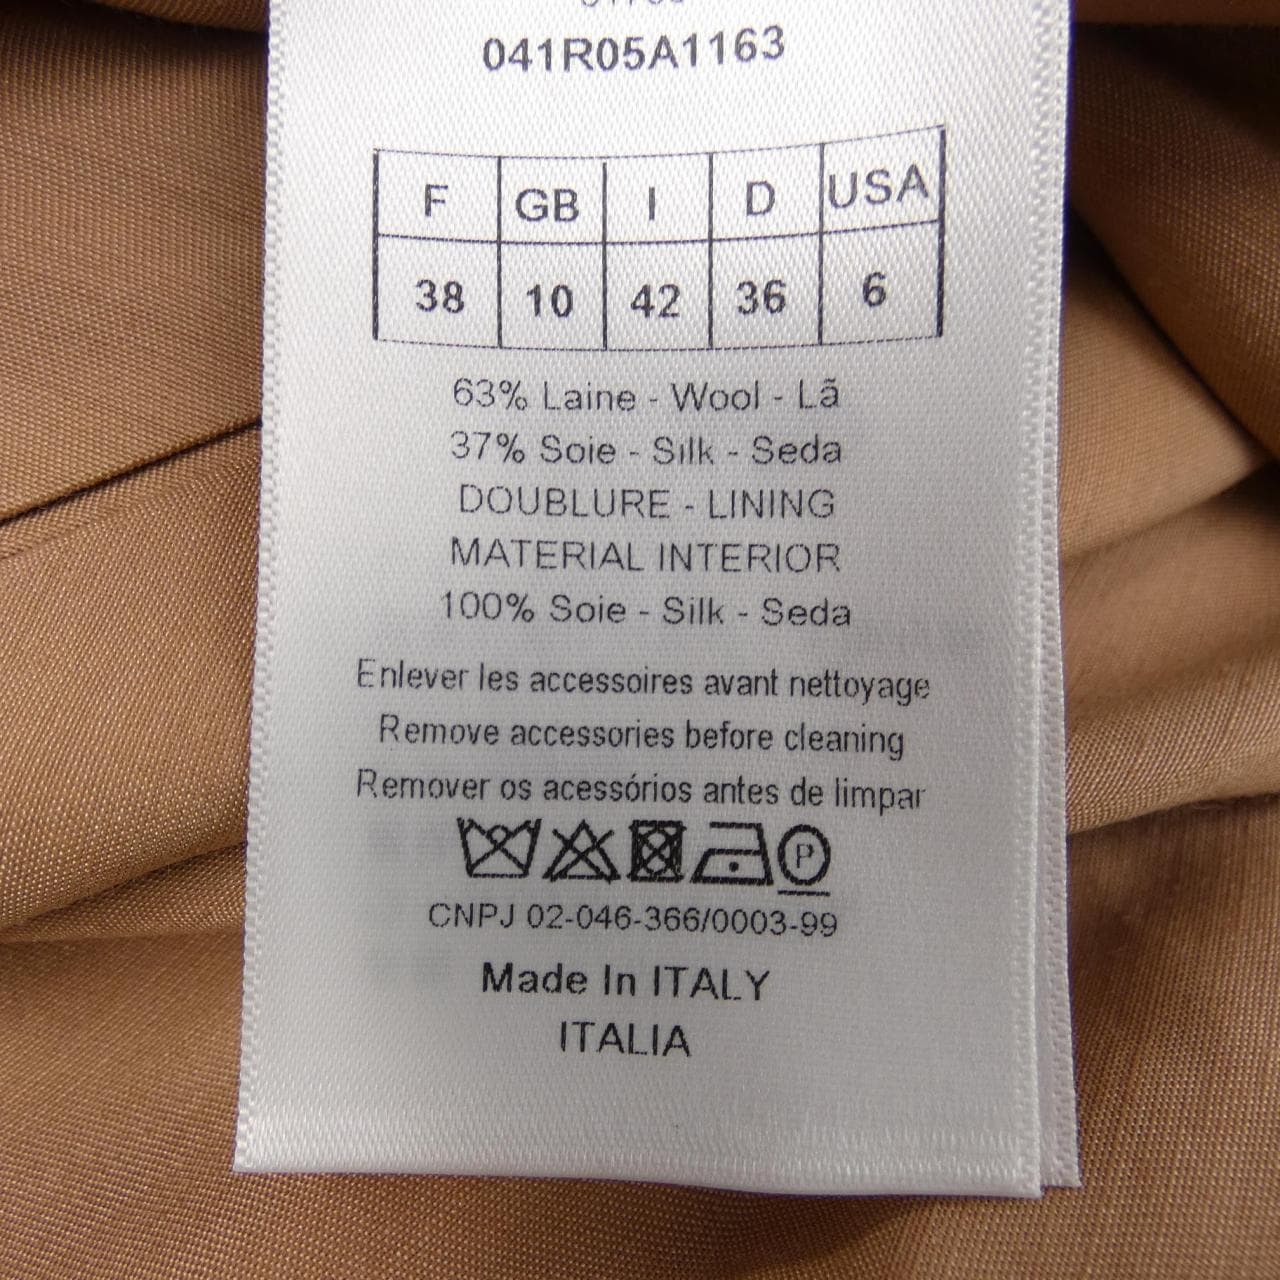 041R05A1163
F GB I D USA
38 10 42 36 6
63% Laine - Wool - Lã
37% Soie - Silk - Seda
DOUBLURE - LINING
MATERIAL INTERIOR
100% Soie - Silk - Seda
Enlever les accessoires avant nettoyage
Remove accessories before cleaning
Remover os acessórios antes de limpar
P
CNPJ 02-046-366/0003-99
Made In ITALY
ITALIA